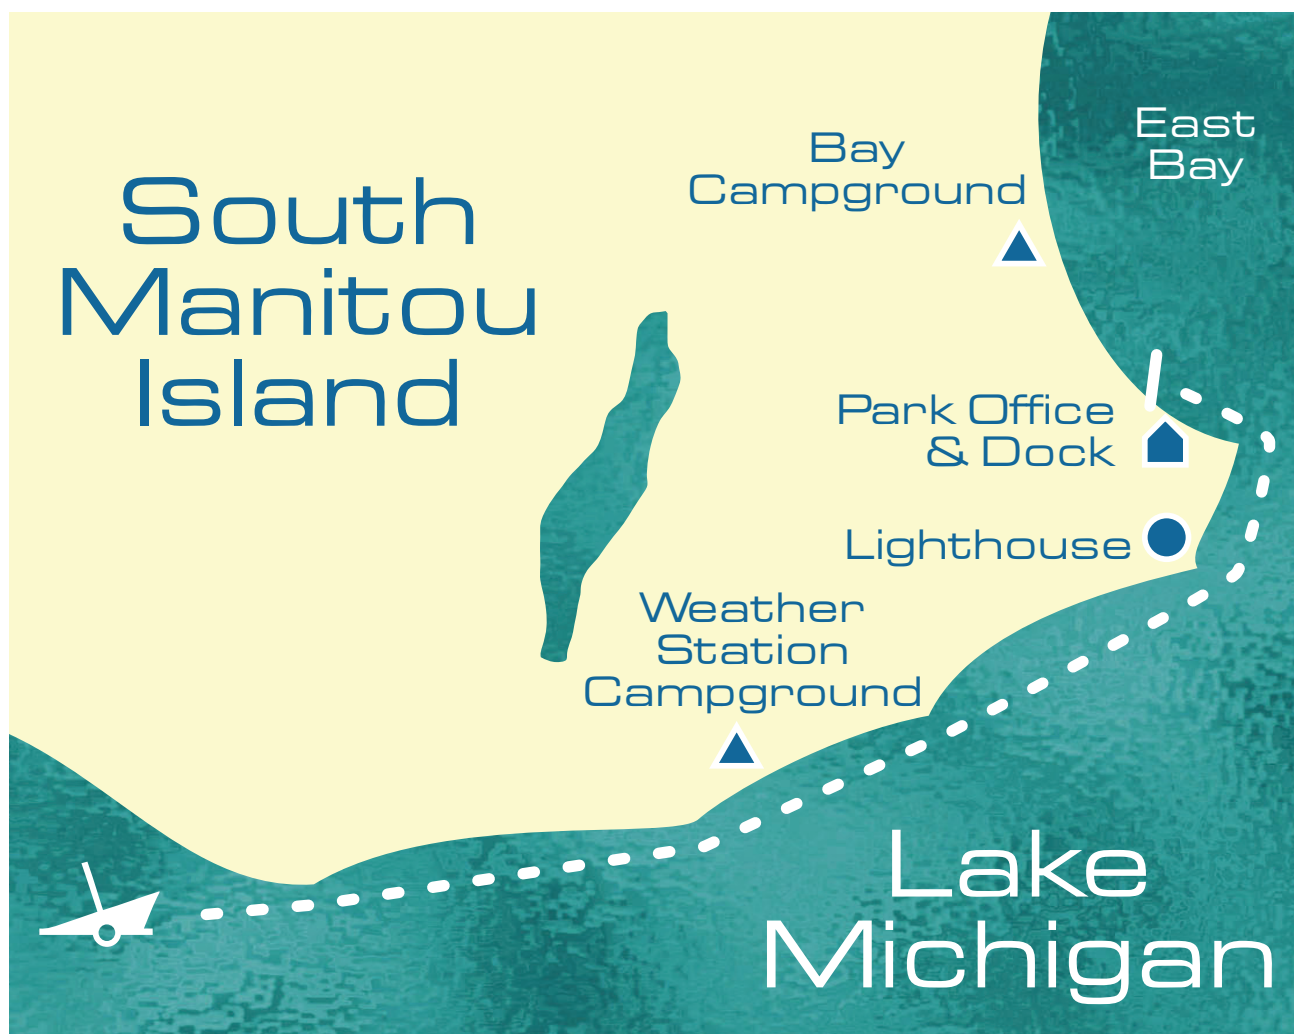 East
Bay
Bay
Campground
South
Manitou
Island
Park Office
& Dock
Lighthouse
Weather
Station
Campground
Lake
Michigan